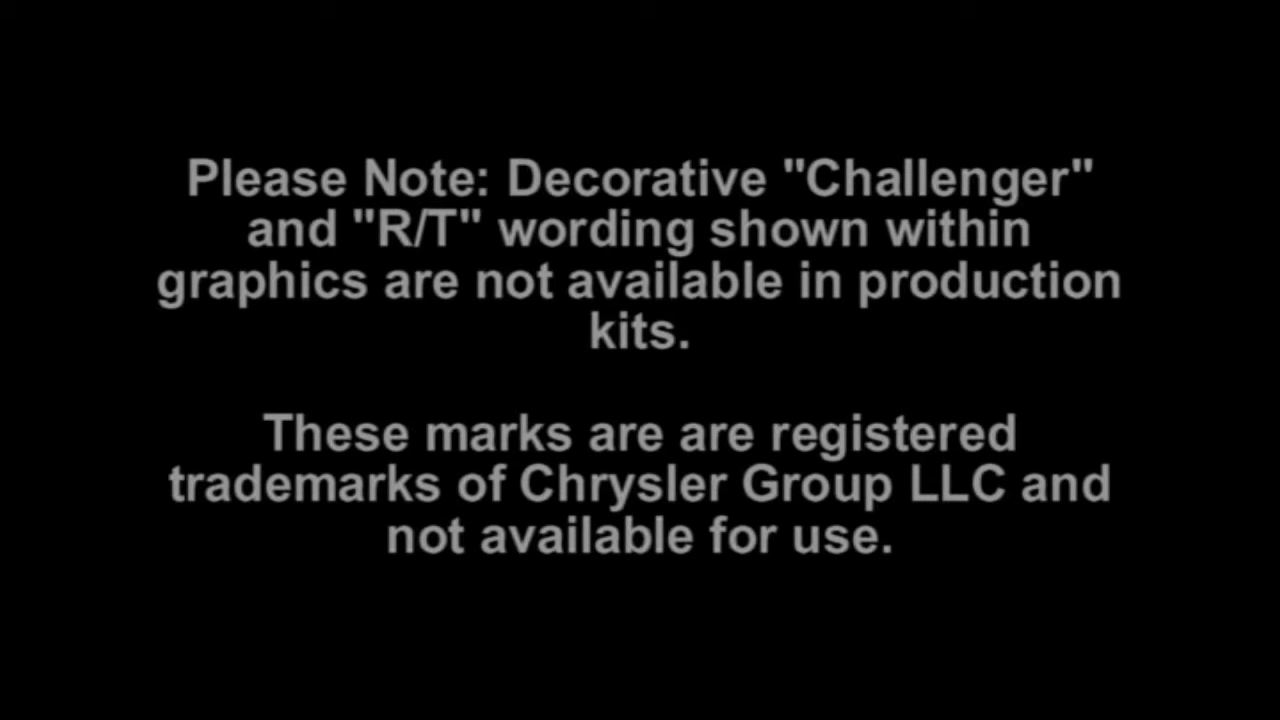 Please Note: Decorative "Challenger"
and "R/T" wording shown within
graphics are not available in production
kits.
These marks are are registered
trademarks of Chrysler Group LLC and
not available for use.